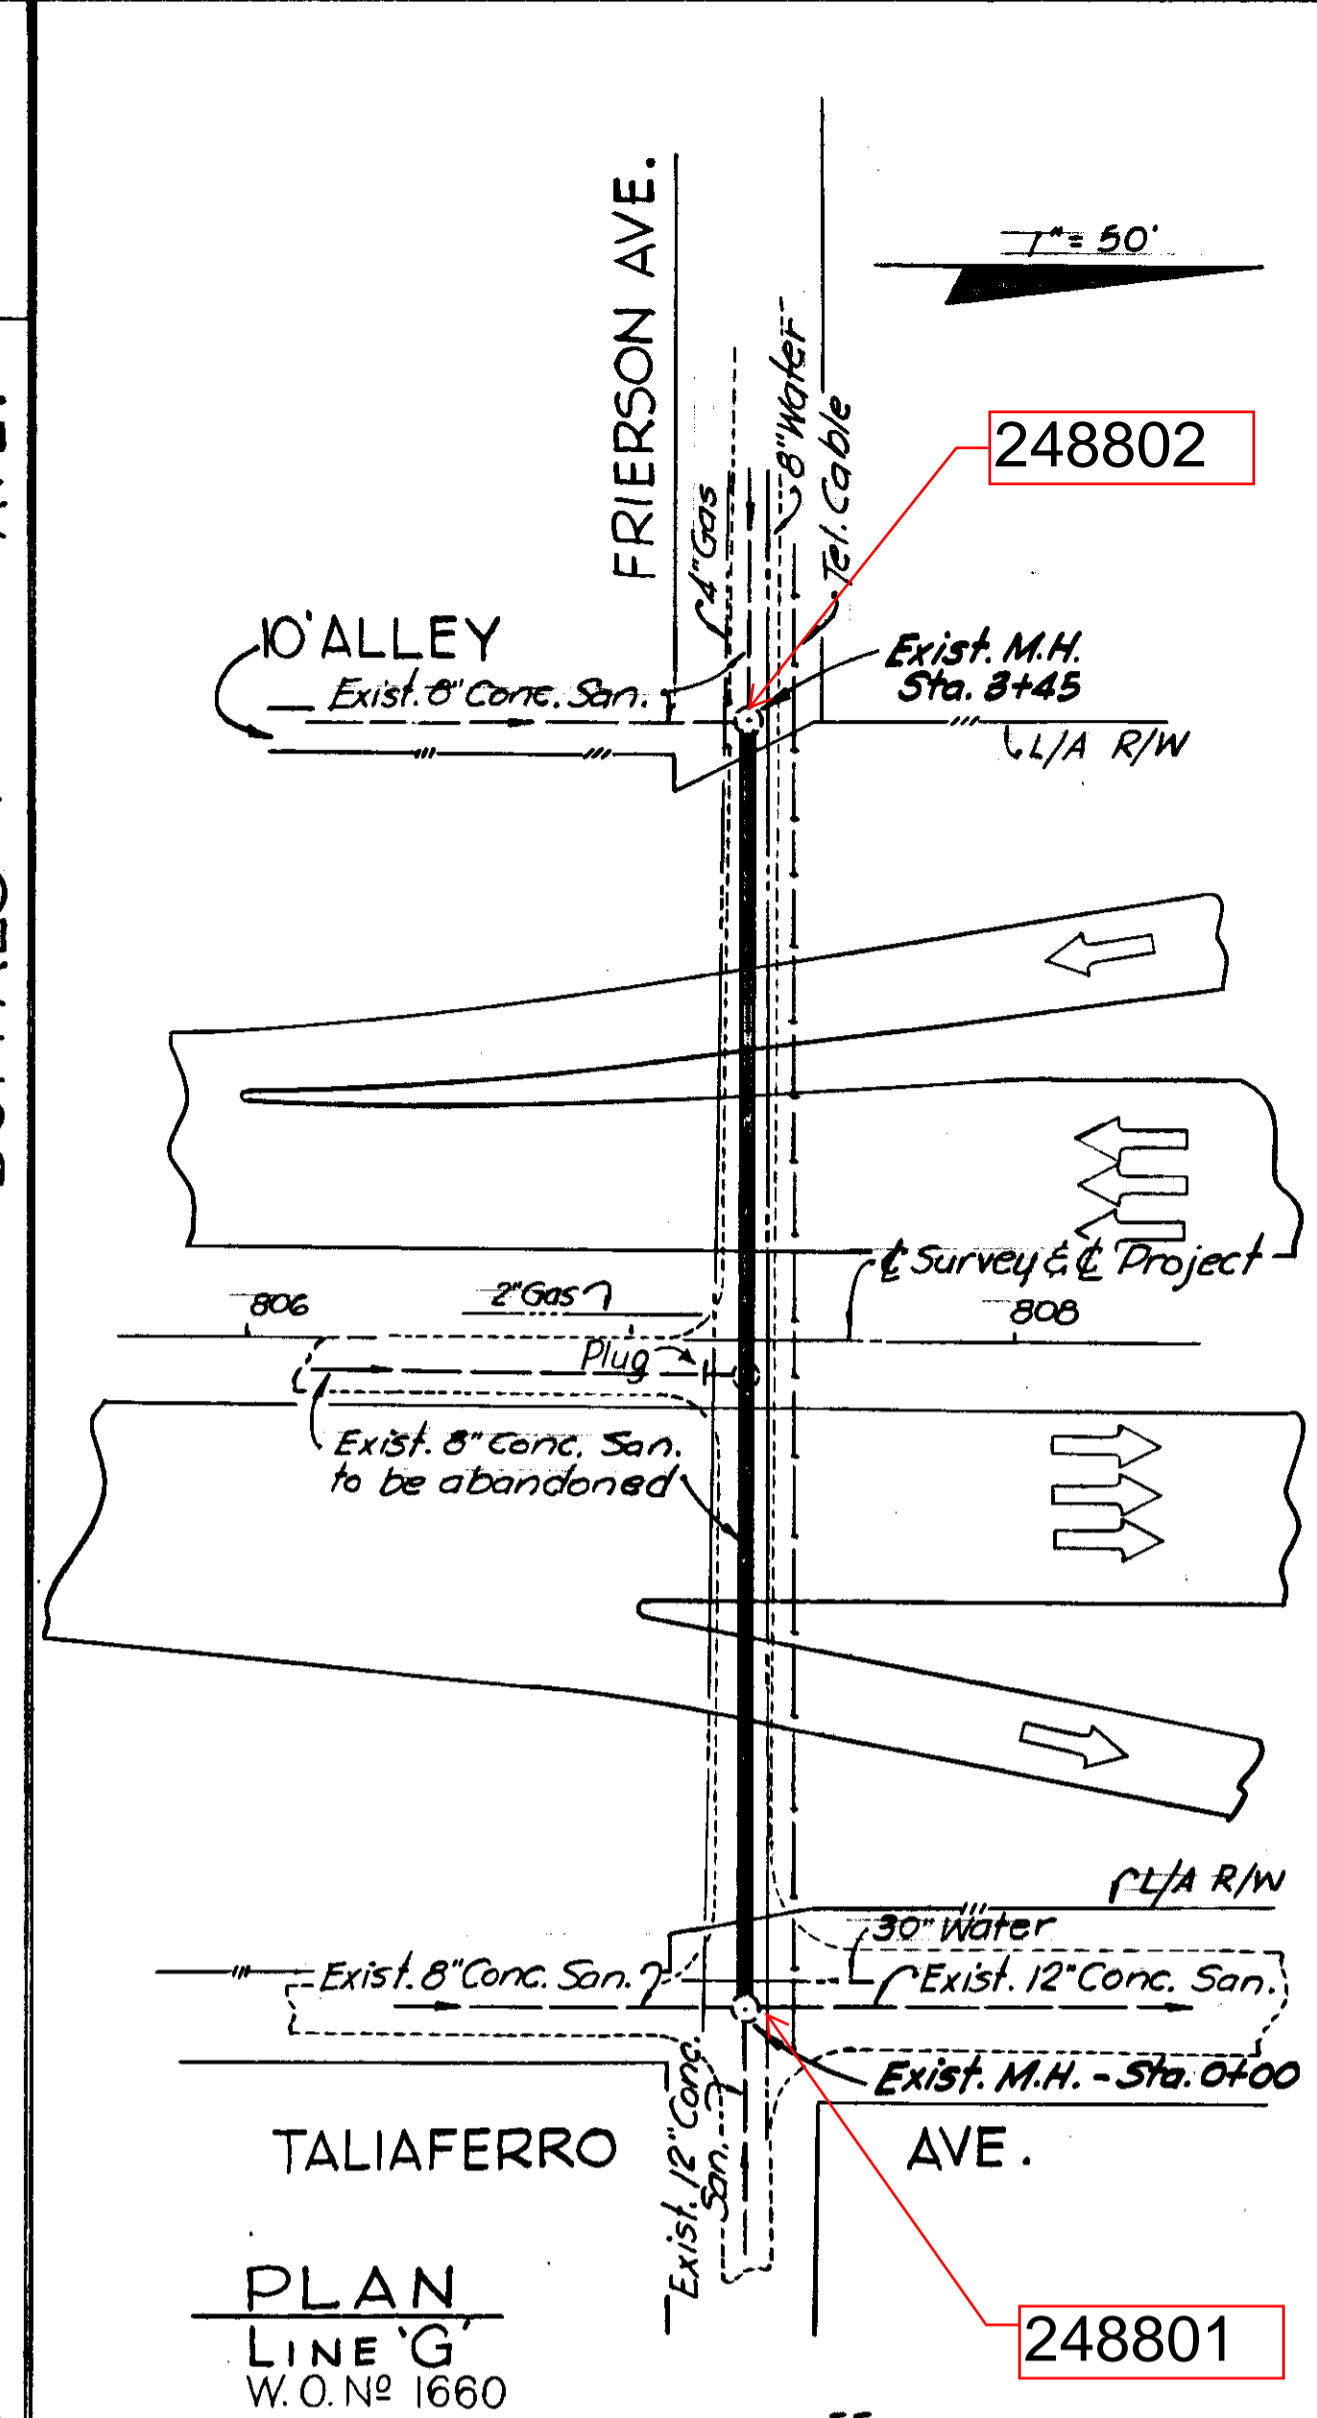 FRIERSON AVE.
1" = 50'
8" Water
Tel. Cable
4" Gas
248802
10' ALLEY
Exist. 8" Conc. San.
Exist. M.H.
Sta. 3+45
L/A R/W
℄ Survey & ℄ Project
806
2" Gas
808
Plug
Exist. 8" Conc. San.
to be abandoned
L/A R/W
30" Water
Exist. 8" Conc. San.
Exist. 12" Conc. San.
Exist. M.H. - Sta. 0+00
Exist. 12" Conc.
San.
TALIAFERRO AVE.
PLAN
LINE 'G'
W.O. Nº 1660
248801